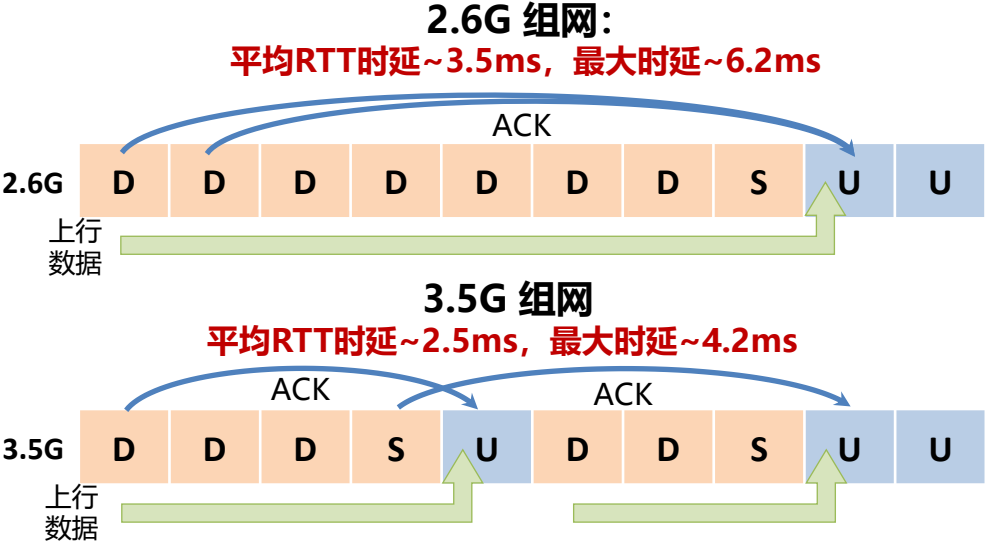 2.6G 组网：
平均RTT时延~3.5ms，最大时延~6.2ms
ACK
2.6G D D D D D D D S U U
上行
数据
3.5G 组网
平均RTT时延~2.5ms，最大时延~4.2ms
ACK ACK
3.5G D D D S U D D S U U
上行
数据